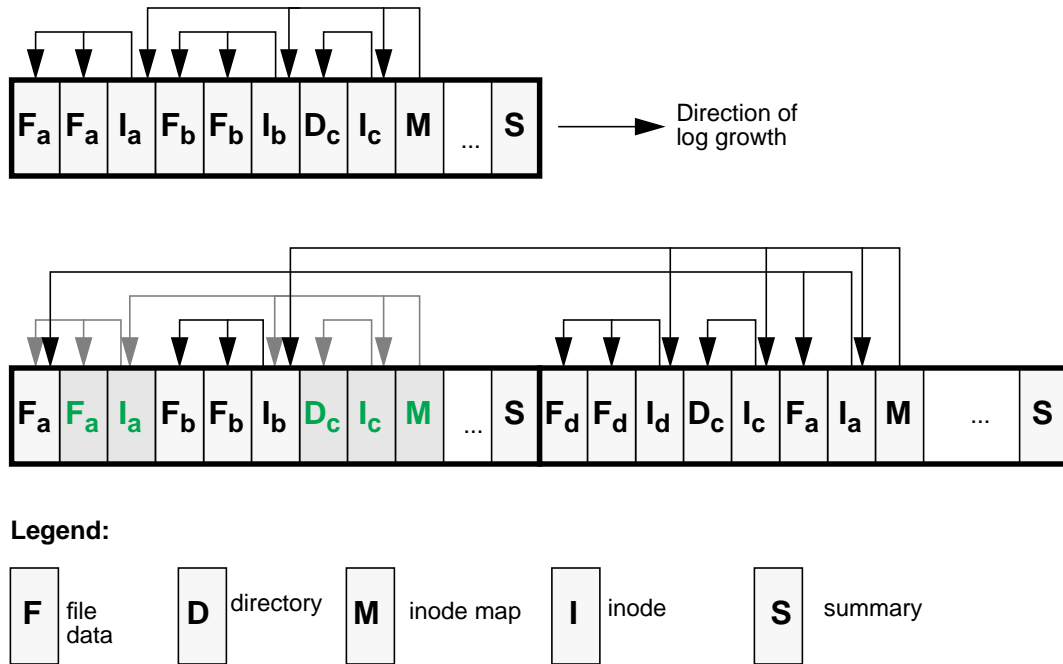 Fa Fa Ia Fb Fb Ib Dc Ic M ... S
Direction of
log growth
Fa Fa Ia Fb Fb Ib Dc Ic M ... S Fd Fd Id Dc Ic Fa Ia M ... S
Legend:
F file
data
D directory
M inode map
I inode
S summary